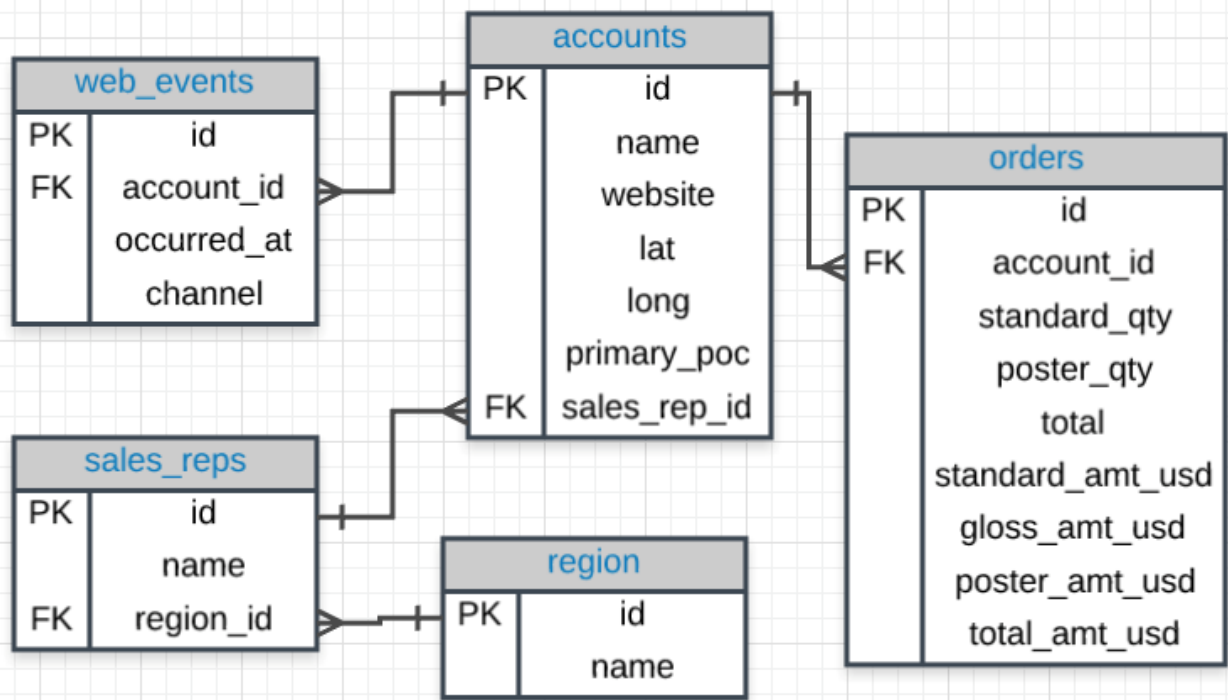 web_events
PK id
FK account_id
occurred_at
channel
accounts
PK id
name
website
lat
long
primary_poc
FK sales_rep_id
orders
PK id
FK account_id
standard_qty
poster_qty
total
standard_amt_usd
gloss_amt_usd
poster_amt_usd
total_amt_usd
sales_reps
PK id
name
FK region_id
region
PK id
name